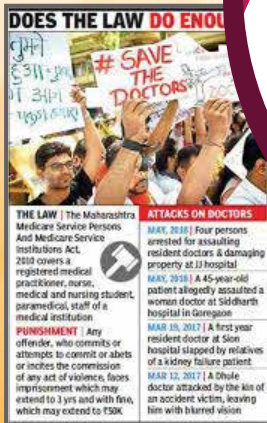 DOES THE LAW DO ENOU
# SAVE
THE
DOCTORS
THE LAW | The Maharashtra
Medicare Service Persons
And Medicare Service
Institutions Act,
2010 covers a
registered medical
practitioner, nurse,
medical and nursing student,
paramedical, staff of a
medical institution
PUNISHMENT | Any
offender, who commits or
attempts to commit or abets
or incites the commission
of any act of violence, faces
imprisonment which may
extend to 3 yrs and with fine,
which may extend to ₹50K
ATTACKS ON DOCTORS
MAY, 2018 | Four persons
arrested for assaulting
resident doctors & damaging
property at JJ hospital
MAY, 2018 | A 45-year-old
patient allegedly assaulted a
woman doctor at Siddharth
hospital in Goregaon
MAR 19, 2017 | A first year
resident doctor at Sion
hospital slapped by relatives
of a kidney failure patient
MAR 12, 2017 | A Dhule
doctor attacked by the kin of
an accident victim, leaving
him with blurred vision